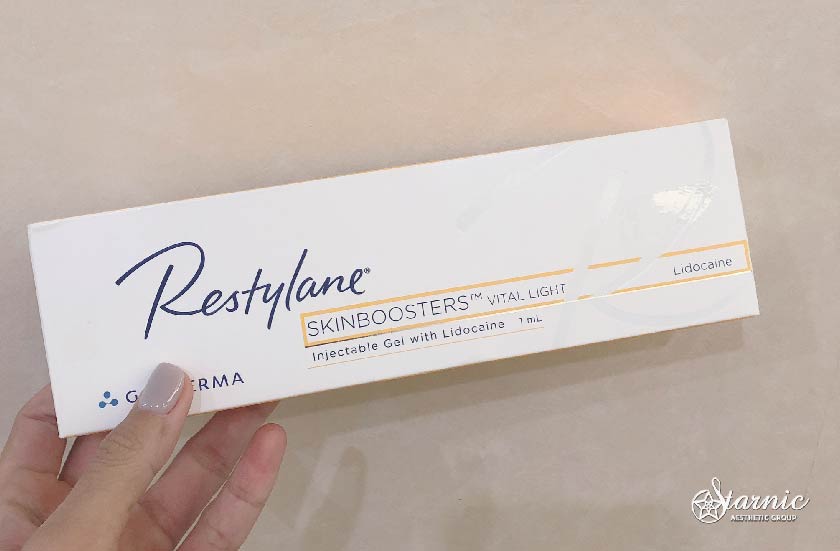 Restylane®
SKINBOOSTERS™ VITAL LIGHT
Lidocaine
Injectable Gel with Lidocaine 1 mL
Starnic
AESTHETIC GROUP